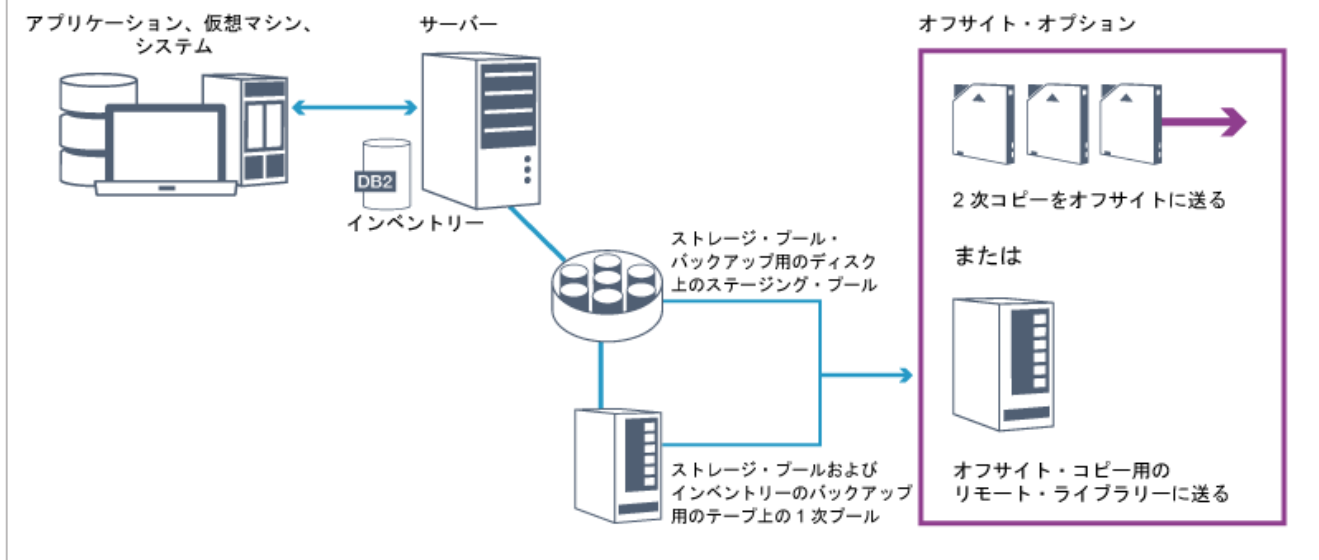 アプリケーション、仮想マシン、
システム
サーバー
DB2
インベントリー
ストレージ・プール・
バックアップ用のディスク
上のステージング・プール
ストレージ・プールおよび
インベントリーのバックアップ
用のテープ上の 1 次プール
オフサイト・オプション
2 次コピーをオフサイトに送る
または
オフサイト・コピー用の
リモート・ライブラリーに送る